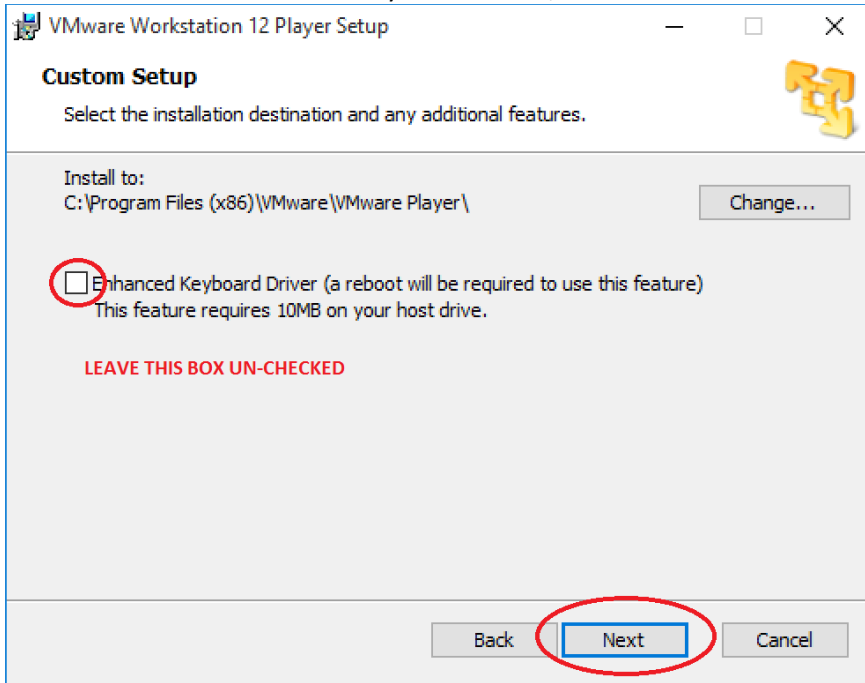 VMware Workstation 12 Player Setup
Custom Setup
Select the installation destination and any additional features.
Install to:
C:\Program Files (x86)\VMware\VMware Player\
Change...
Enhanced Keyboard Driver (a reboot will be required to use this feature)
This feature requires 10MB on your host drive.
LEAVE THIS BOX UN-CHECKED
Back
Next
Cancel